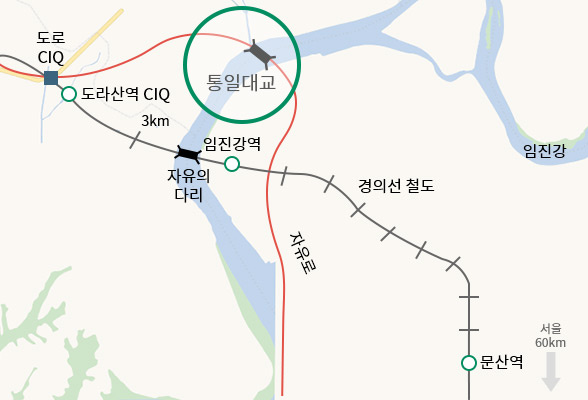 도로
CIQ
통일대교
도라산역 CIQ
3km
임진강역
임진강
자유의
다리
경의선 철도
자유로
서울
60km
문산역